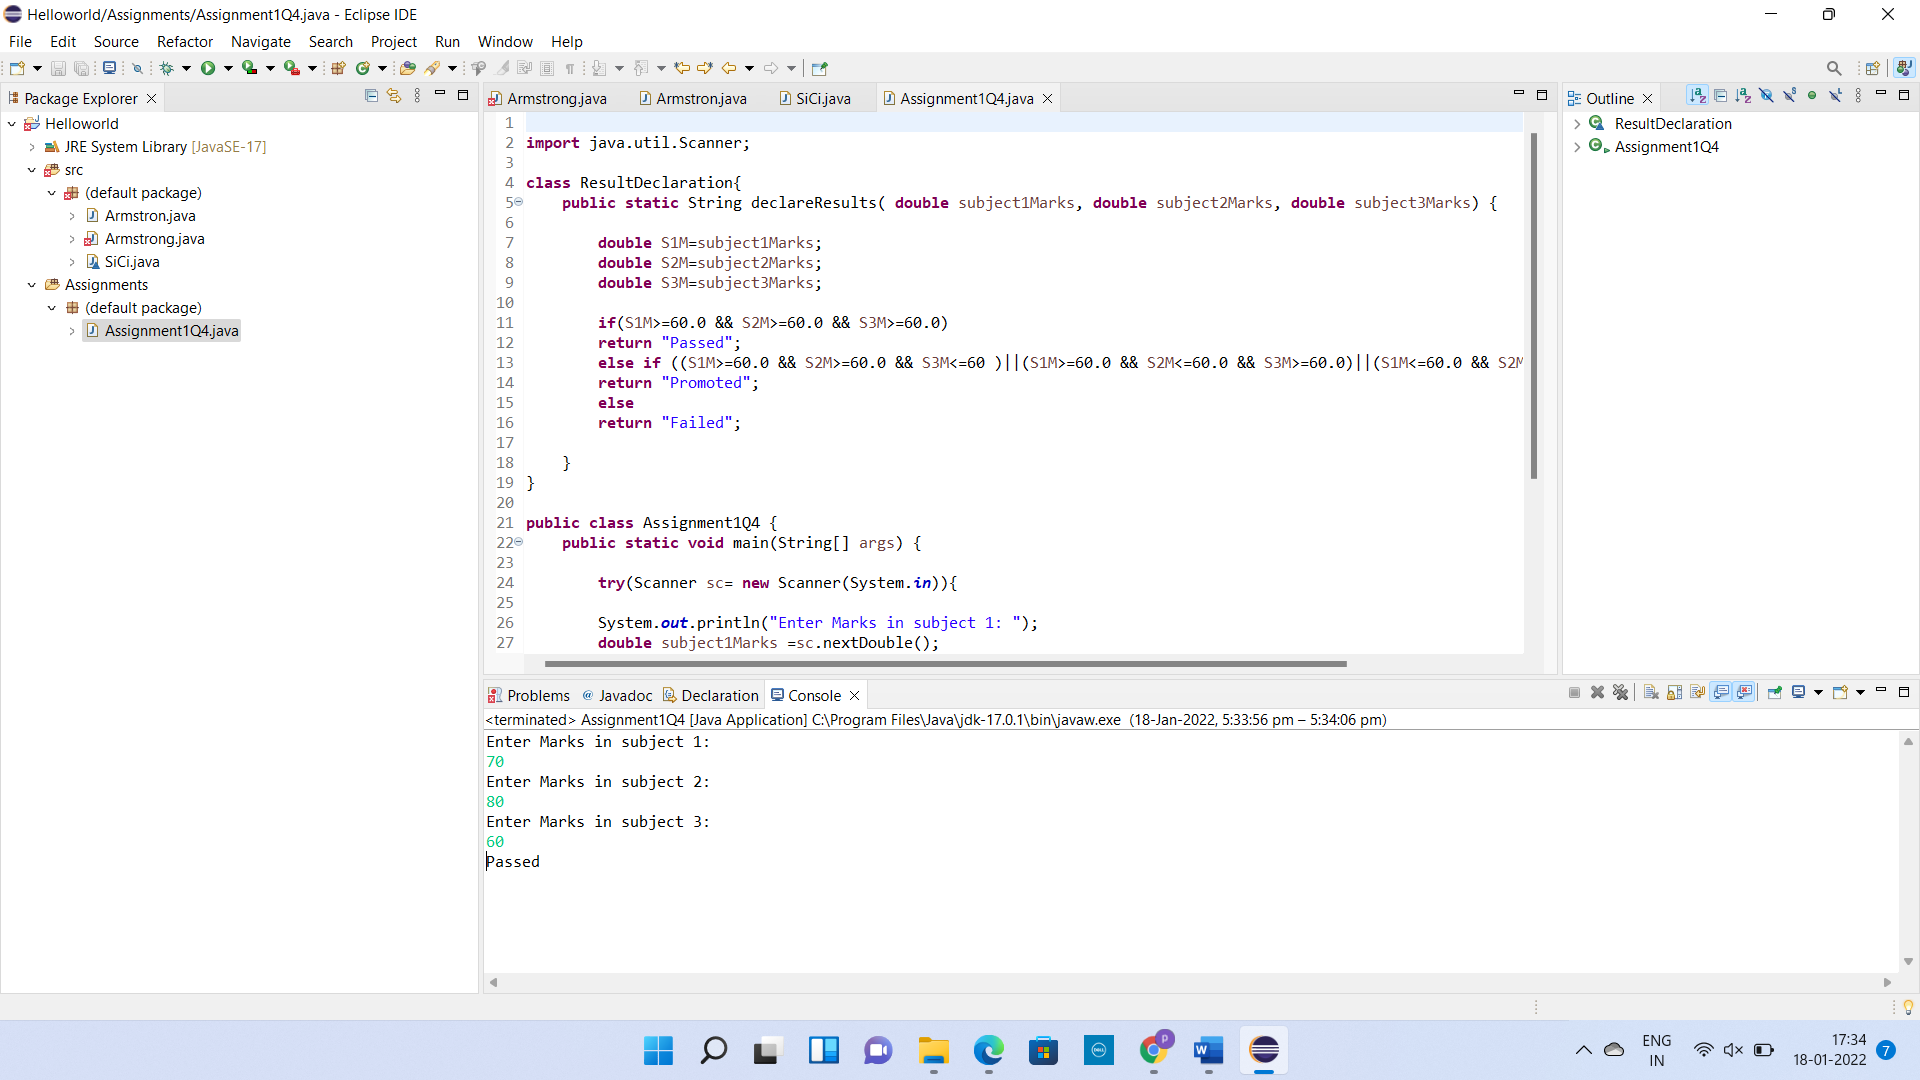 Helloworld/Assignments/Assignment1Q4.java - Eclipse IDE
File Edit Source Refactor Navigate Search Project Run Window Help
Package Explorer
Helloworld
JRE System Library [JavaSE-17]
src
(default package)
Armstron.java
Armstrong.java
SiCi.java
Assignments
(default package)
Assignment1Q4.java
Armstrong.java Armstron.java SiCi.java Assignment1Q4.java
1
2 import java.util.Scanner;
3
4 class ResultDeclaration{
5 public static String declareResults( double subject1Marks, double subject2Marks, double subject3Marks) {
6
7 double S1M=subject1Marks;
8 double S2M=subject2Marks;
9 double S3M=subject3Marks;
10
11 if(S1M>=60.0 && S2M>=60.0 && S3M>=60.0)
12 return "Passed";
13 else if ((S1M>=60.0 && S2M>=60.0 && S3M<=60 )||(S1M>=60.0 && S2M<=60.0 && S3M>=60.0)||(S1M<=60.0 && S2M
14 return "Promoted";
15 else
16 return "Failed";
17
18 }
19 }
20
21 public class Assignment1Q4 {
22 public static void main(String[] args) {
23
24 try(Scanner sc= new Scanner(System.in)){
25
26 System.out.println("Enter Marks in subject 1: ");
27 double subject1Marks =sc.nextDouble();
Outline
ResultDeclaration
Assignment1Q4
Problems @ Javadoc Declaration Console
<terminated> Assignment1Q4 [Java Application] C:\Program Files\Java\jdk-17.0.1\bin\javaw.exe (18-Jan-2022, 5:33:56 pm – 5:34:06 pm)
Enter Marks in subject 1:
70
Enter Marks in subject 2:
80
Enter Marks in subject 3:
60
Passed
ENG
IN
17:34
18-01-2022
7